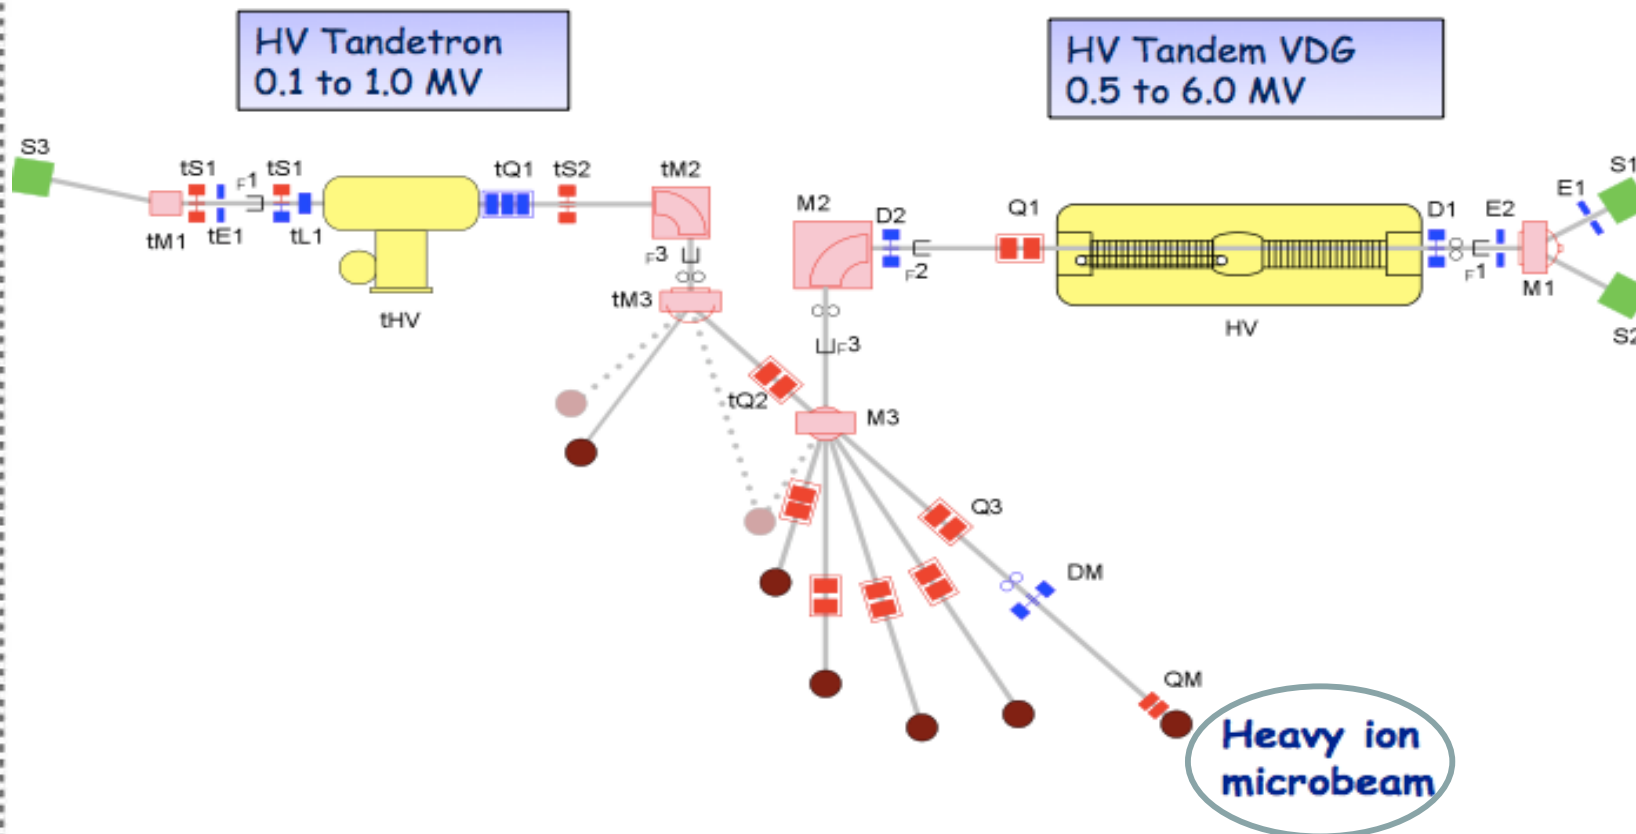 HV Tandetron
0.1 to 1.0 MV
HV Tandem VDG
0.5 to 6.0 MV
S3
tS1
F1
tS1
tQ1
tS2
tM2
tM1
tE1
tL1
tHV
F3
tM3
tQ2
M2
D2
F2
Q1
HV
D1
F1
E2
E1
S1
M1
S2
F3
M3
Q3
DM
QM
Heavy ion
microbeam